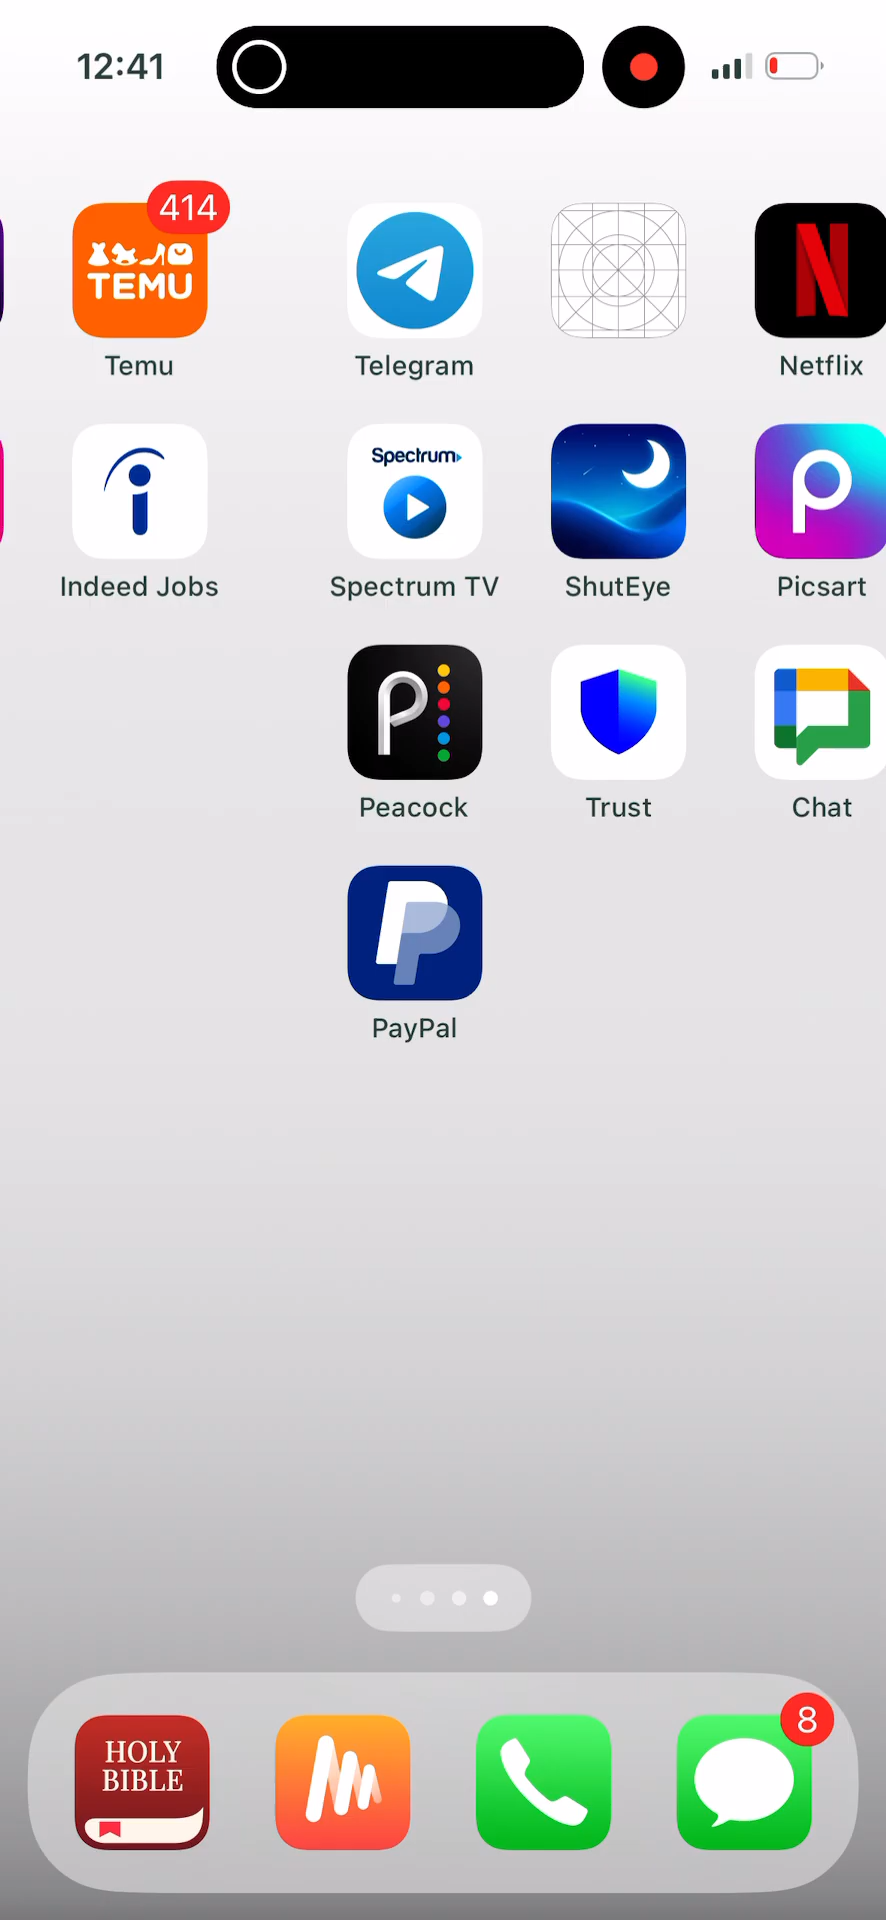 12:41
414
TEMU
Temu
Telegram
Netflix
Spectrum
Indeed Jobs
Spectrum TV
ShutEye
Picsart
Peacock
Trust
Chat
PayPal
HOLY
BIBLE
8